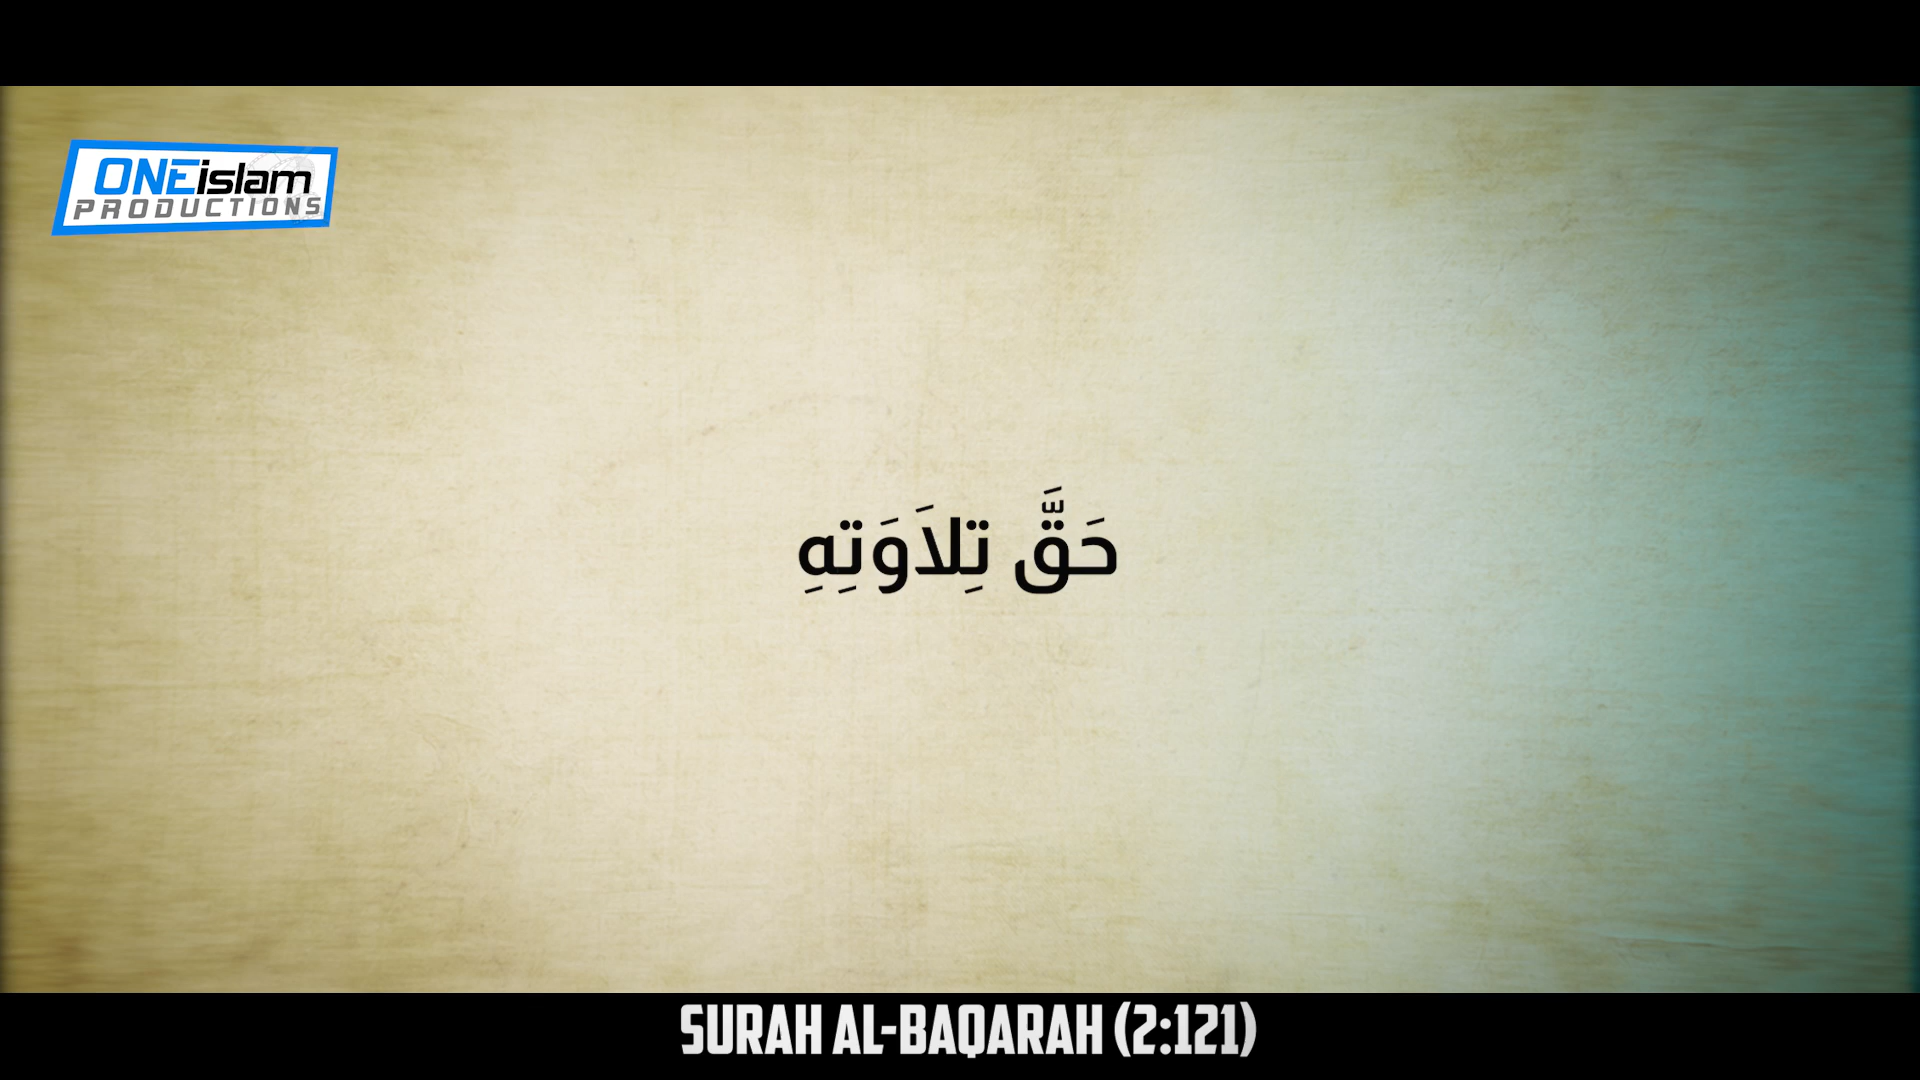 ONEislam
PRODUCTIONS
حَقَّ تِلاَوَتِهِ
SURAH AL-BAQARAH (2:121)